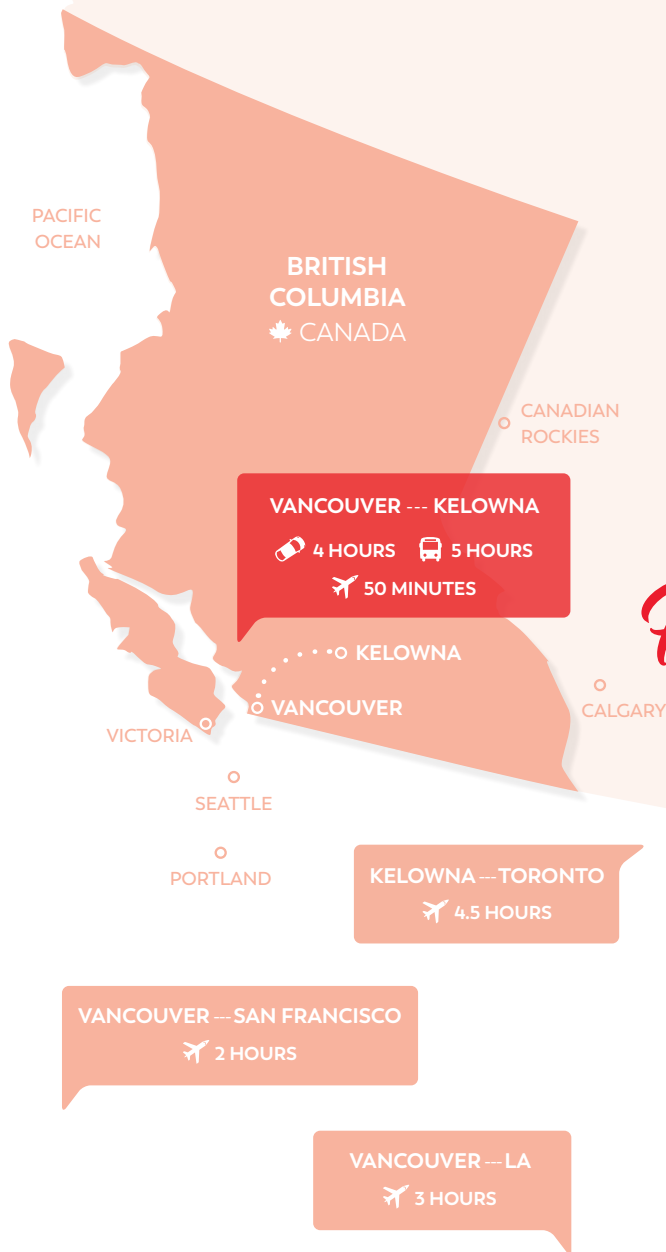 PACIFIC
OCEAN
BRITISH
COLUMBIA
CANADA
CANADIAN
ROCKIES
VANCOUVER --- KELOWNA
4 HOURS 5 HOURS
50 MINUTES
KELOWNA
VANCOUVER
CALGARY
VICTORIA
SEATTLE
PORTLAND
KELOWNA --- TORONTO
4.5 HOURS
VANCOUVER --- SAN FRANCISCO
2 HOURS
VANCOUVER --- LA
3 HOURS